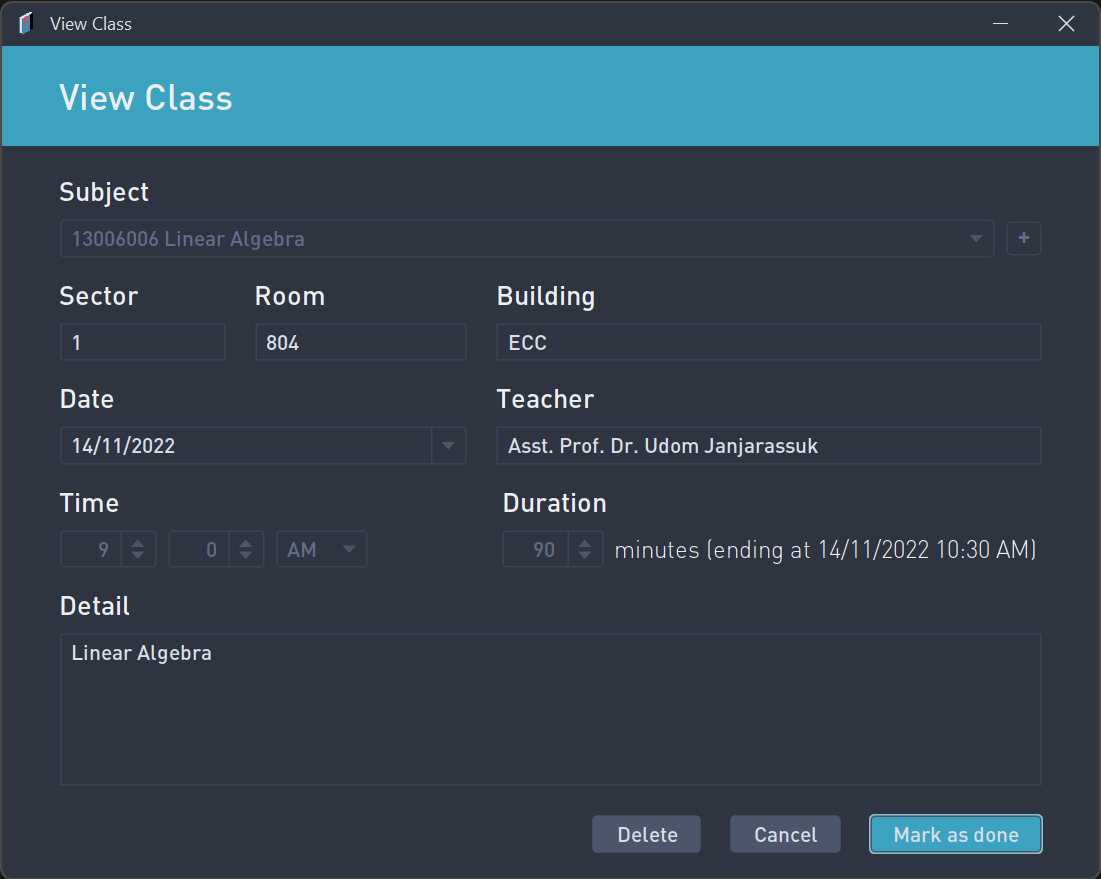 View Class
View Class
Subject
13006006 Linear Algebra
+
Sector Room Building
1 804 ECC
Date Teacher
14/11/2022 Asst. Prof. Dr. Udom Janjarassuk
Time Duration
9 0 AM 90 minutes (ending at 14/11/2022 10:30 AM)
Detail
Linear Algebra
Delete Cancel Mark as done